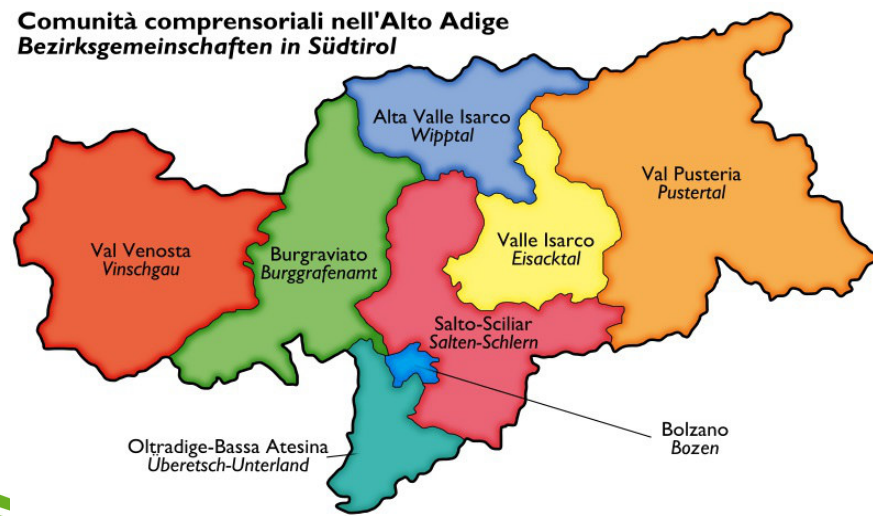 Comunità comprensoriali nell'Alto Adige
Bezirksgemeinschaften in Südtirol
Alta Valle Isarco
Wipptal
Val Pusteria
Pustertal
Val Venosta
Vinschgau
Burgraviato
Burggrafenamt
Valle Isarco
Eisacktal
Salto-Sciliar
Salten-Schlern
Oltradige-Bassa Atesina
Überetsch-Unterland
Bolzano
Bozen